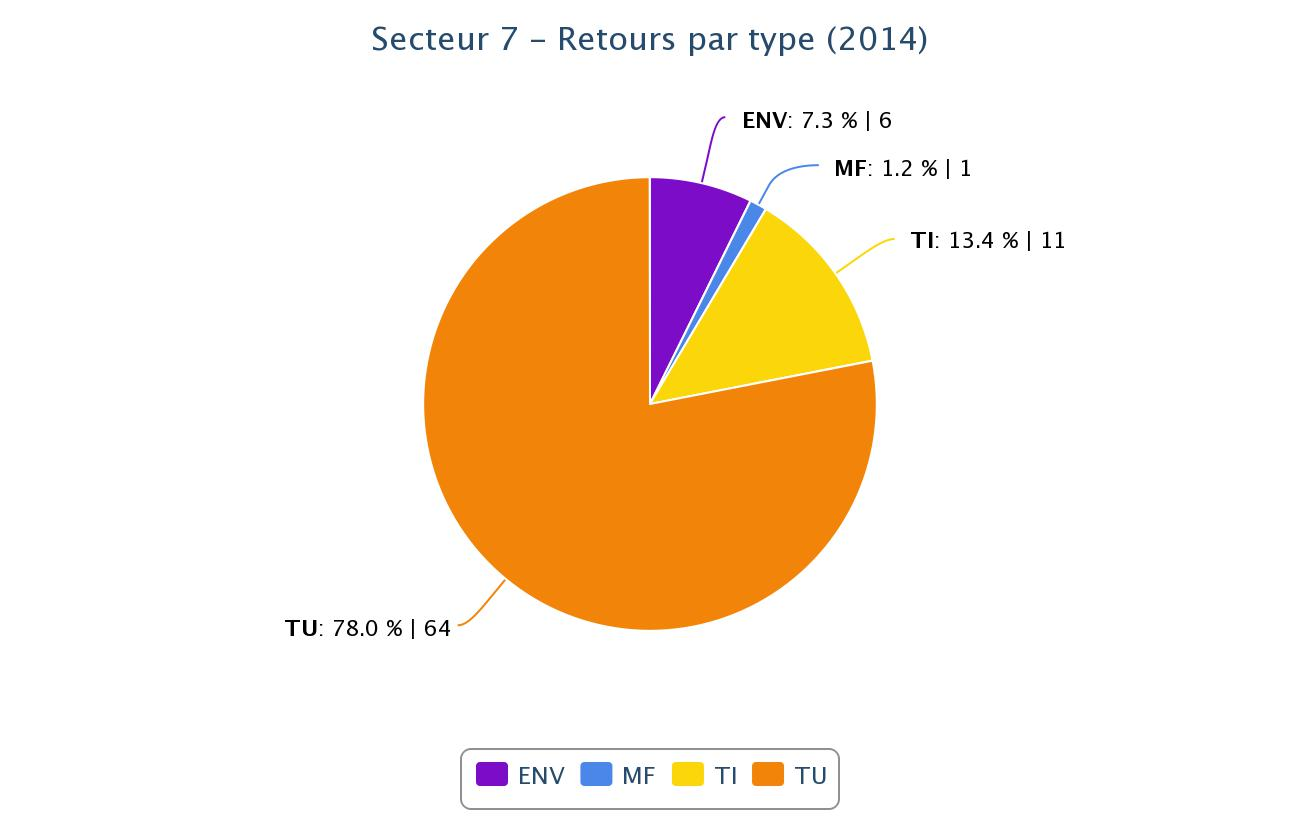 Secteur 7 – Retours par type (2014)
ENV: 7.3 % | 6
MF: 1.2 % | 1
TI: 13.4 % | 11
TU: 78.0 % | 64
ENV MF TI TU